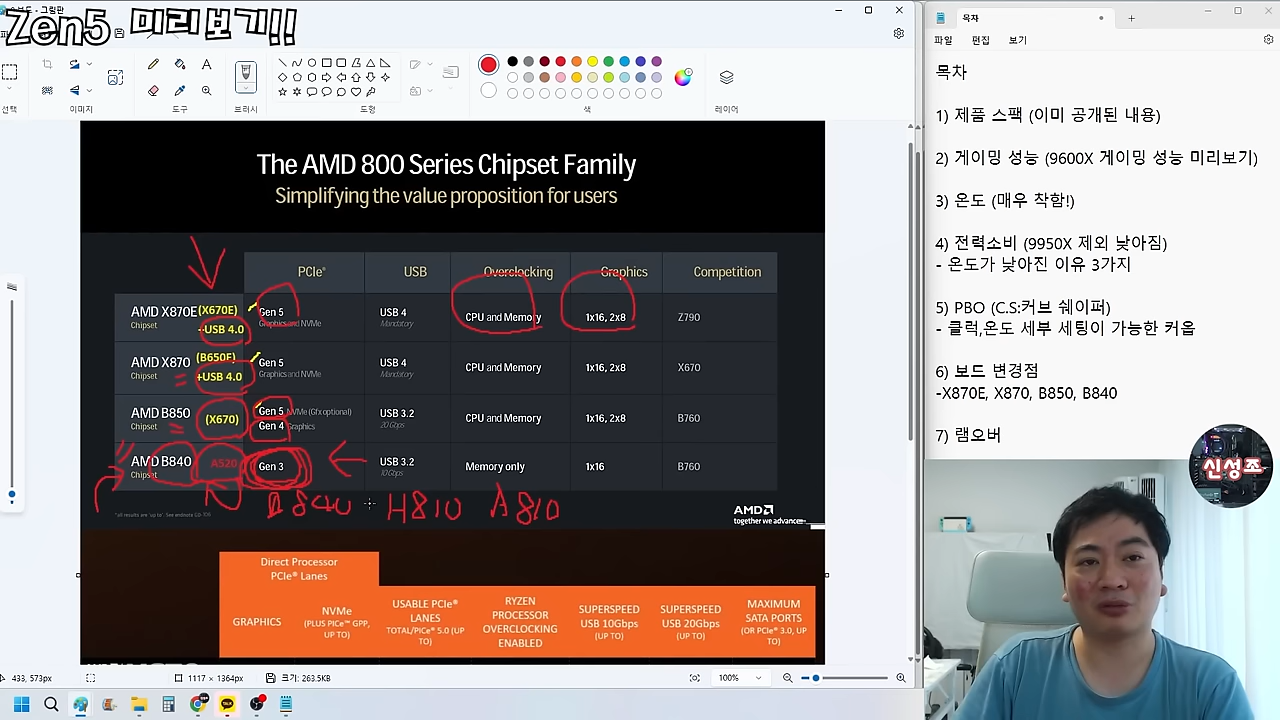 Zen5 미리보기!!
그림판
선택
이미지
도구
브러시
도형
색
레이어
The AMD 800 Series Chipset Family
Simplifying the value proposition for users
PCIe® USB Overclocking Graphics Competition
AMD X870E (X670E) Gen 5 USB 4 CPU and Memory 1x16, 2x8 Z790
Chipset +USB 4.0 Graphics and NVMe Mandatory
AMD X870 (B650E) Gen 5 USB 4 CPU and Memory 1x16, 2x8 X670
Chipset +USB 4.0 Graphics and NVMe Mandatory
AMD B850 (X670) Gen 5 NVMe (Gfx optional) USB 3.2 CPU and Memory 1x16, 2x8 B760
Chipset Gen 4 Graphics 20Gbps
AMD B840 A520 Gen 3 USB 3.2 Memory only 1x16 B760
Chipset 10Gbps
B840 H810 A810
AMD
together we advance_
Direct Processor
PCIe® Lanes
GRAPHICS
NVMe
(PLUS PICe™ GPP,
UP TO)
USABLE PCIe®
LANES
TOTAL/PICe® 5.0 (UP
TO)
RYZEN
PROCESSOR
OVERCLOCKING
ENABLED
SUPERSPEED
USB 10Gbps
(UP TO)
SUPERSPEED
USB 20Gbps
(UP TO)
MAXIMUM
SATA PORTS
(OR PCIe® 3.0, UP
TO)
433, 573px
1117 × 1364px
크기: 263.5KB
100%
목차
파일 편집 보기
목차
1) 제품 스팩 (이미 공개된 내용)
2) 게이밍 성능 (9600X 게이밍 성능 미리보기)
3) 온도 (매우 착함!)
4) 전력소비 (9950X 제외 낮아짐)
- 온도가 낮아진 이유 3가지
5) PBO (C.S:커브 쉐이퍼)
- 클럭,온도 세부 세팅이 가능한 커옵
6) 보드 변경점
-X870E, X870, B850, B840
7) 램오버
신성조